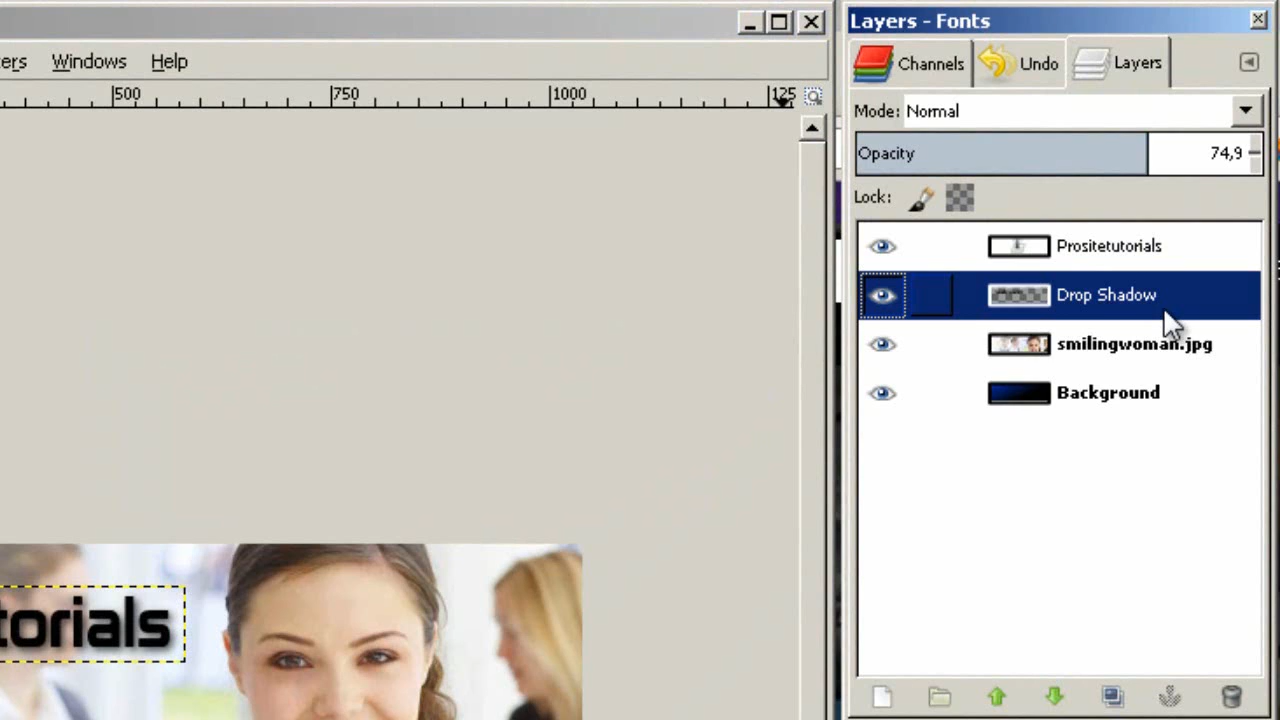 Layers - Fonts
ers Windows Help
Channels Undo Layers
500 750 1000 125
Mode: Normal
Opacity 74,9
Lock:
Prositetutorials
Drop Shadow
smilingwoman.jpg
Background
torials